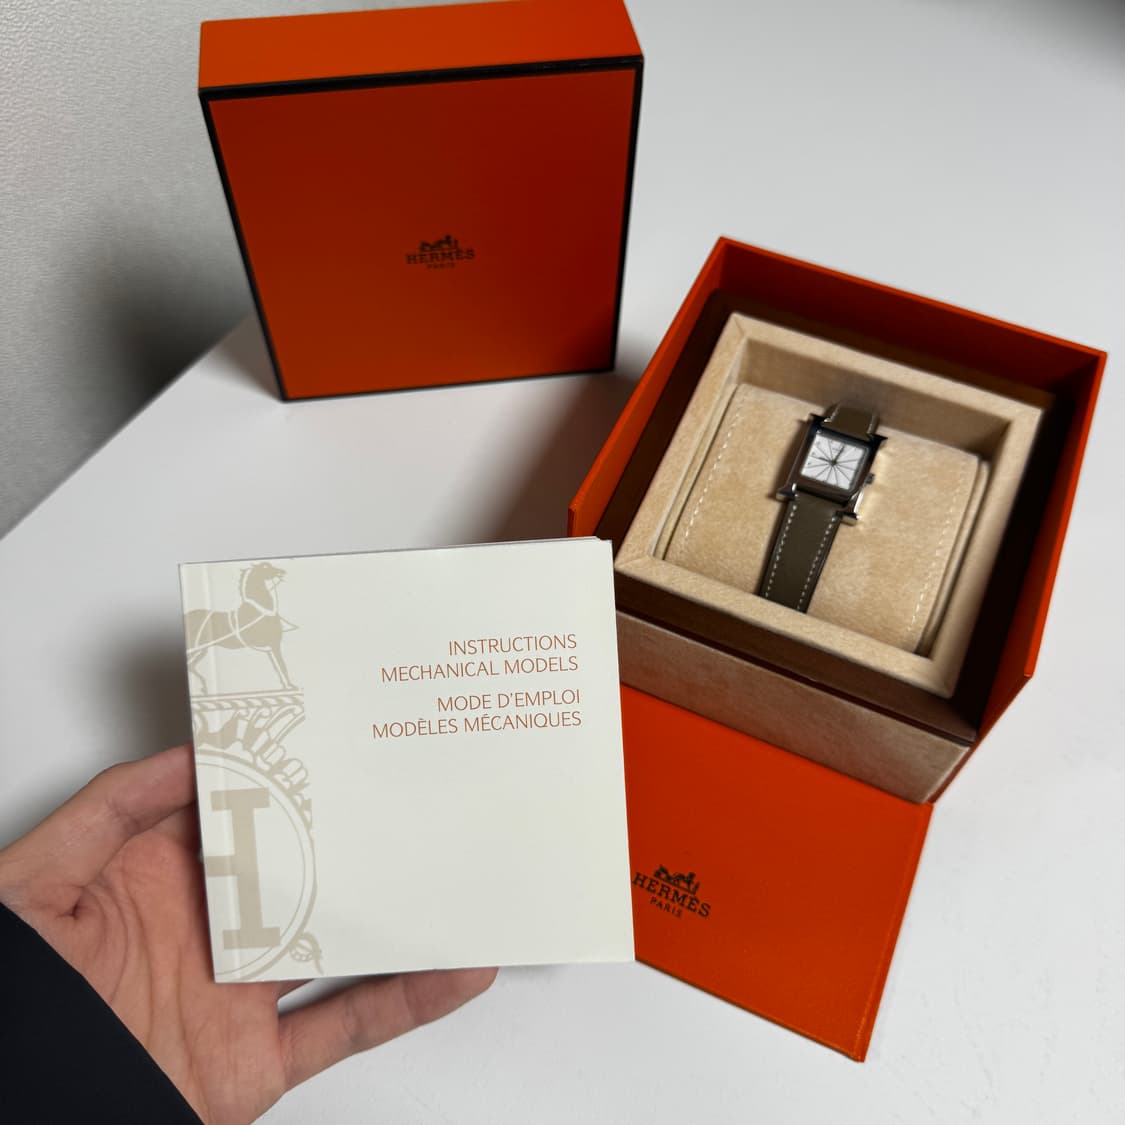 HERMÈS
PARIS
INSTRUCTIONS
MECHANICAL MODELS
MODE D'EMPLOI
MODÈLES MÉCANIQUES
HERMÈS
PARIS